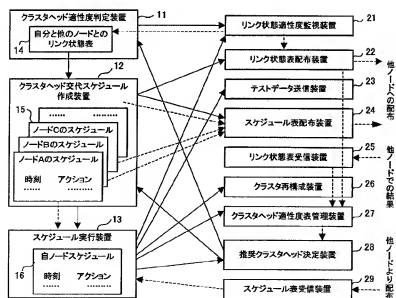 クラスタヘッド適性度判定装置
11
14
自分と他のノードとの
リンク状態表
12
クラスタヘッド交代スケジュール
作成装置
15
ノードCのスケジュール
ノードBのスケジュール
ノードAのスケジュール
時刻 アクション
…… ……
13
スケジュール実行装置
自ノードスケジュール
16
時刻 アクション
…… ……
リンク状態適性度監視装置
21
リンク状態表配布装置
22
テストデータ送信装置
23
スケジュール表配布装置
24
リンク状態表受信装置
25
クラスタ再構成装置
26
クラスタヘッド適性度表管理装置
27
推奨クラスタヘッド決定装置
28
スケジュール表受信装置
29
他ノードへの配布
他ノードでの結果
他ノードより配布